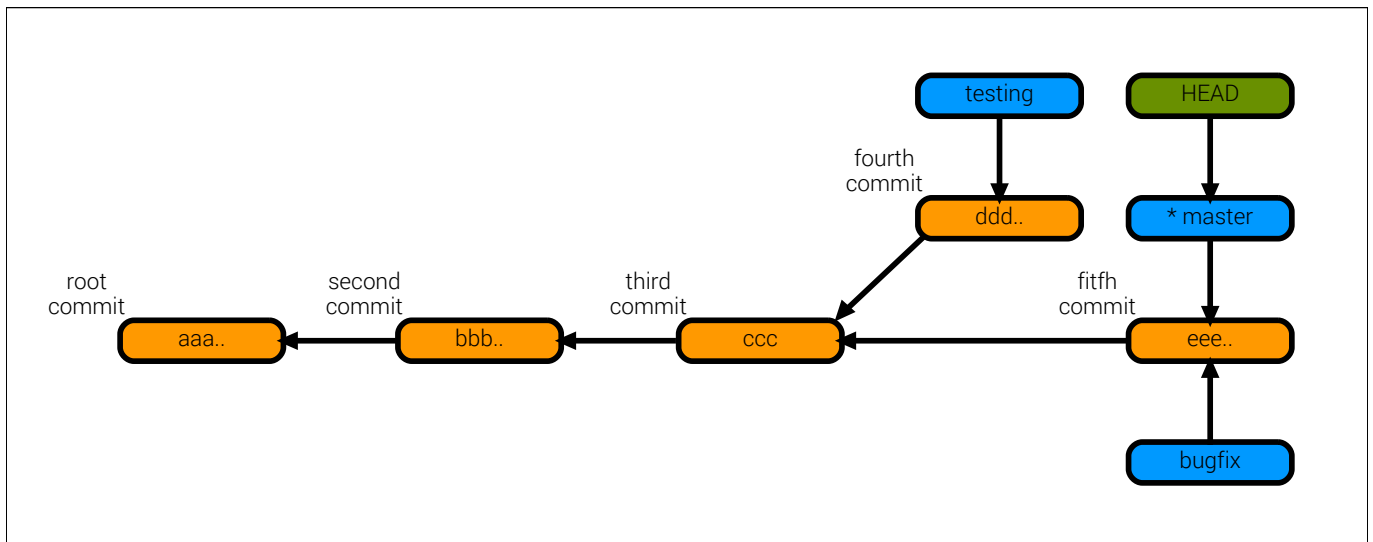 testing
HEAD
fourth
commit
ddd..
* master
root
commit
second
commit
third
commit
fitfh
commit
aaa..
bbb..
ccc
eee..
bugfix